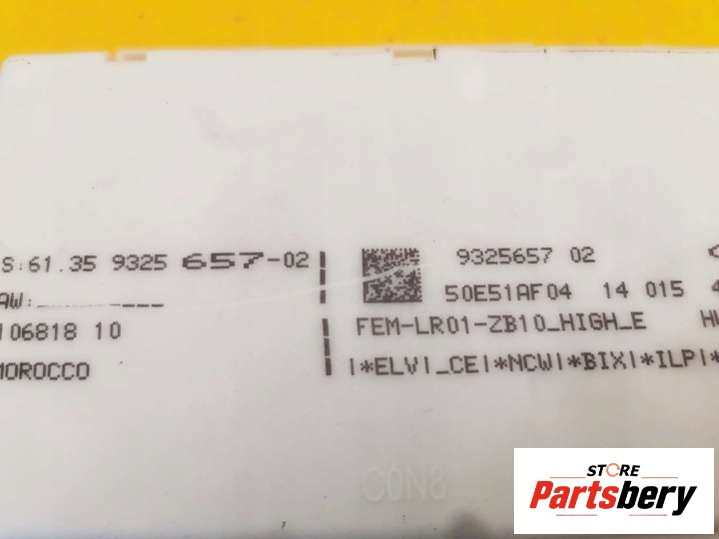 S:61.35 9325 657-02
AW:
106818 10
MOROCCO
9325657 02
50E51AF04 14 015 4
FEM-LR01-ZB10_HIGH_E
|*ELV|_CE|*NCW|*BIX|*ILP|*
C0N8
STORE
Partsbery